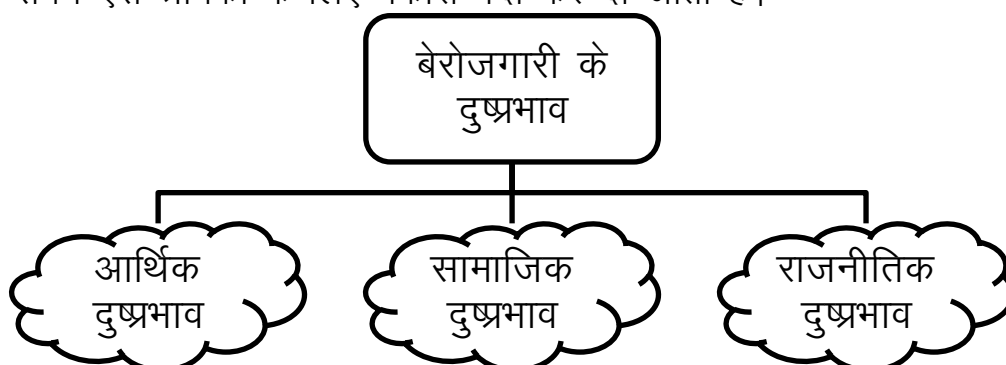 बेरोजगारी के
दुष्प्रभाव
आर्थिक
दुष्प्रभाव
सामाजिक
दुष्प्रभाव
राजनीतिक
दुष्प्रभाव